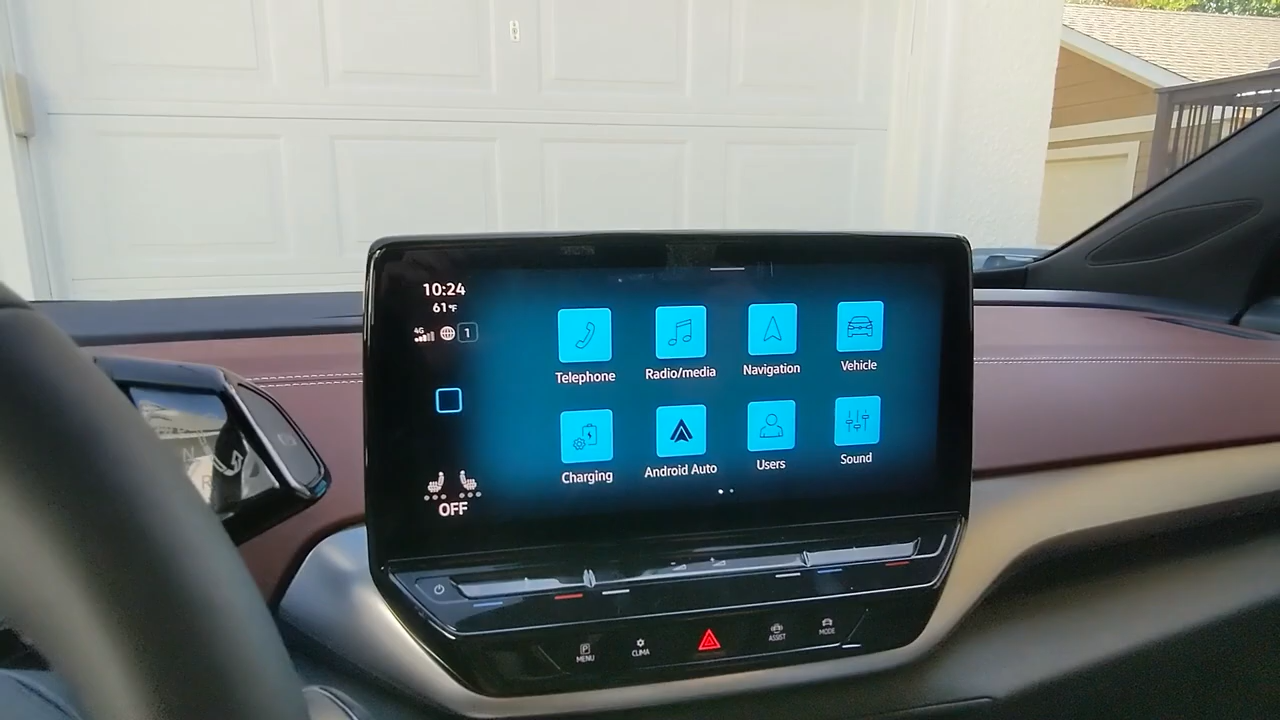 10:24
61°F
4G
1
Telephone
Radio/media
Navigation
Vehicle
Charging
Android Auto
Users
Sound
OFF
N
R
P
MENU
CLIMA
ASSIST
MODE